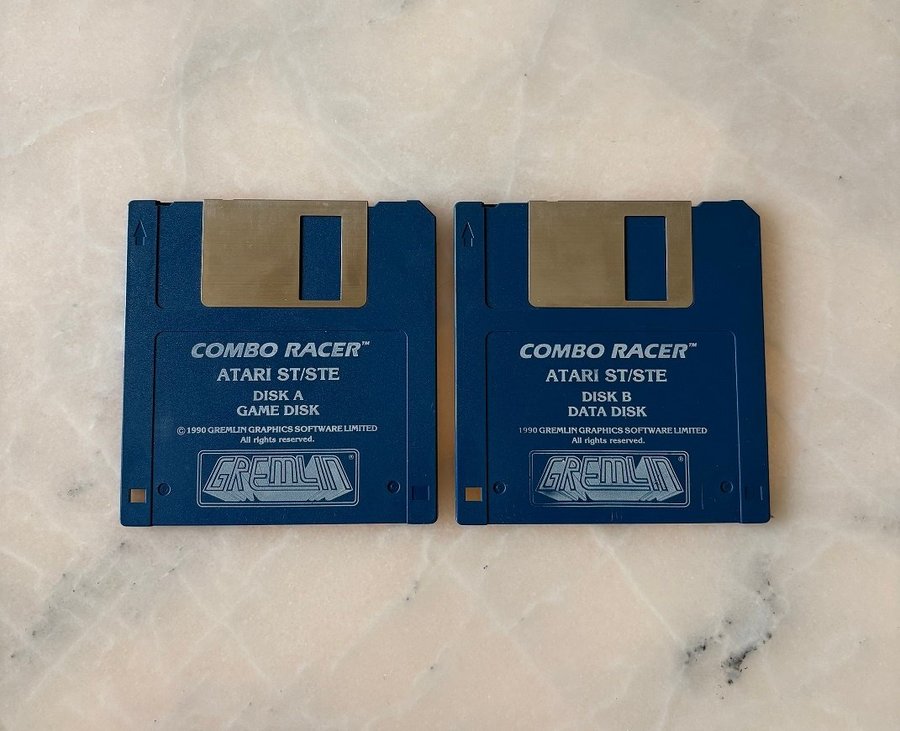 COMBO RACER™
ATARI ST/STE
DISK A
GAME DISK
© 1990 GREMLIN GRAPHICS SOFTWARE LIMITED
All rights reserved.
GREMLIN®
COMBO RACER™
ATARI ST/STE
DISK B
DATA DISK
1990 GREMLIN GRAPHICS SOFTWARE LIMITED
All rights reserved.
GREMLIN®